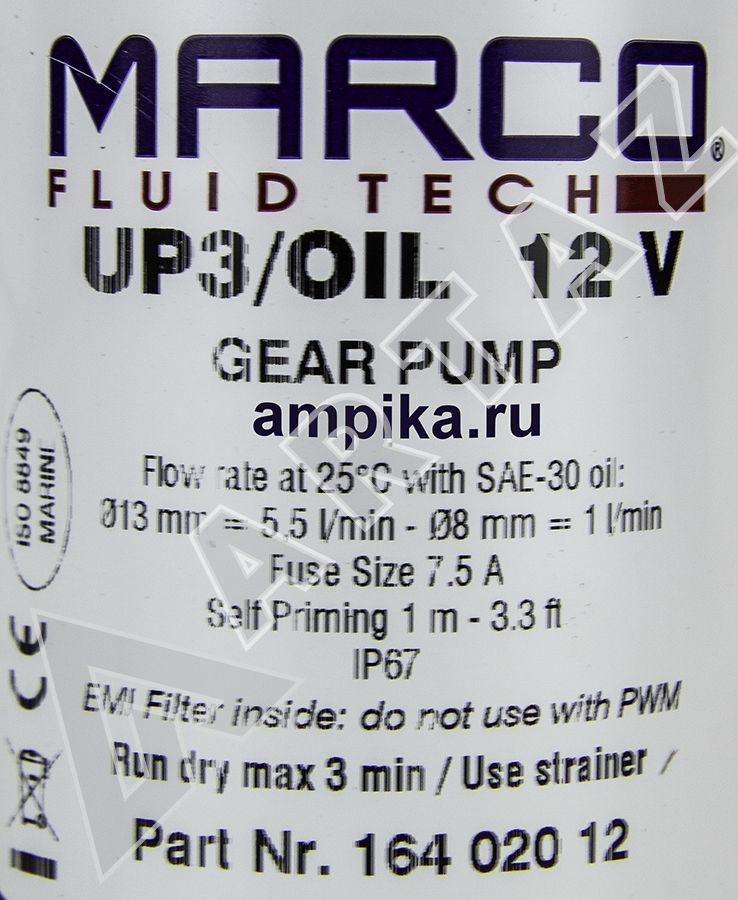 MARCO®
FLUID TECH
UP3/OIL 12 V
GEAR PUMP
ampika.ru
Flow rate at 25°C with SAE-30 oil:
Ø13 mm = 5,5 l/min - Ø8 mm = 1 l/min
Fuse Size 7.5 A
Self Priming 1 m - 3.3 ft
IP67
EMI Filter inside: do not use with PWM
Run dry max 3 min / Use strainer /
Part Nr. 164 020 12
ISO 8849
MARINE
CE
ARTAZ